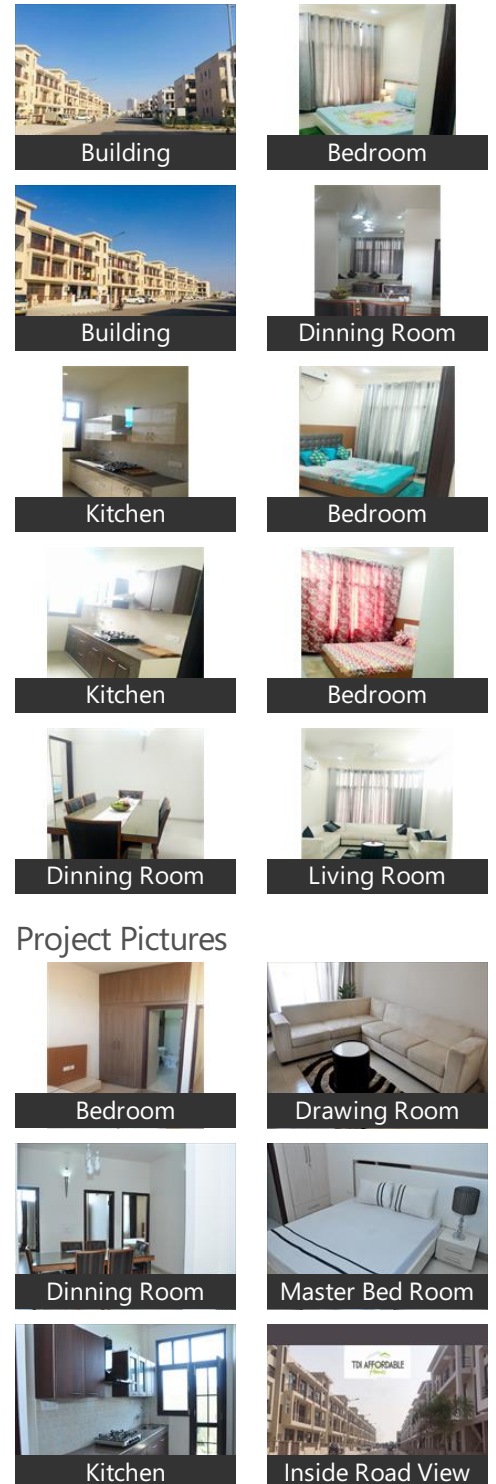 Building
Bedroom
Building
Dinning Room
Kitchen
Bedroom
Kitchen
Bedroom
Dinning Room
Living Room
Project Pictures
Bedroom
Drawing Room
Dinning Room
Master Bed Room
TDI AFFORDABLE
Homes
Kitchen
Inside Road View